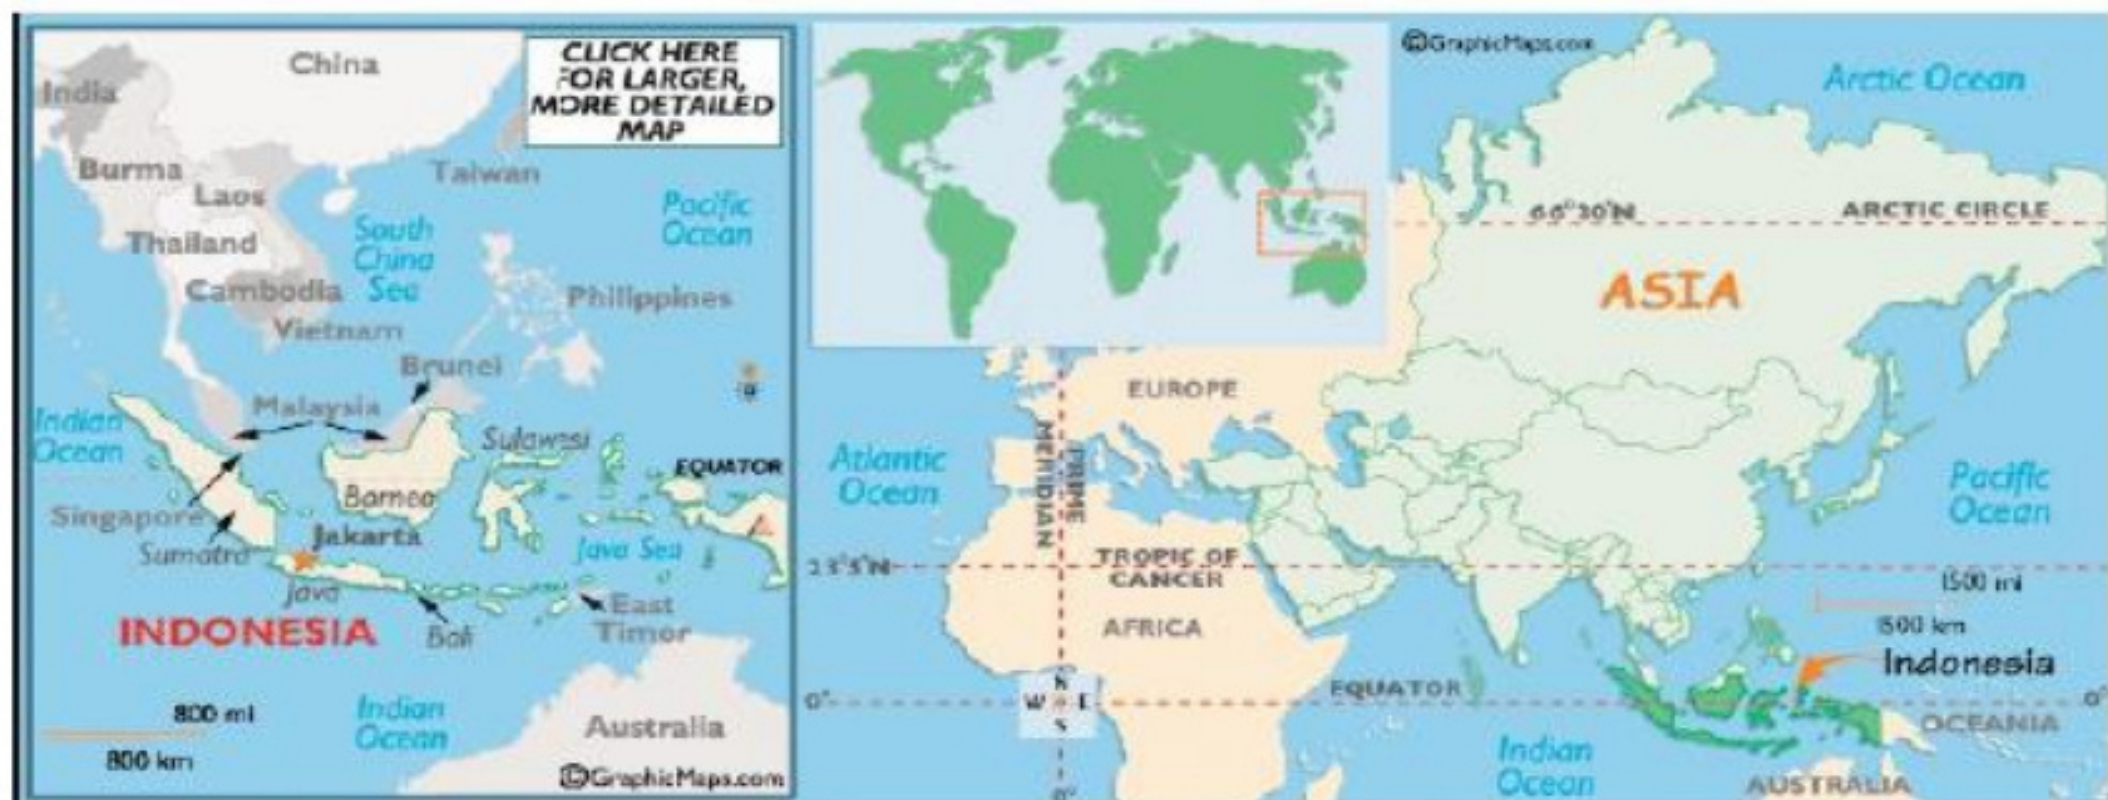 China
CLICK HERE
FOR LARGER,
MORE DETAILED
MAP
India
Burma
Taiwan
Laos
Pacific
Ocean
South
China
Sea
Thailand
Cambodia
Philippines
Vietnam
Brunei
Malaysia
Indian
Ocean
Sulawesi
EQUATOR
Borneo
Singapore
Jakarta
Sumatra
Java Sea
Java
East
Timor
INDONESIA
Bali
800 mi
800 km
Indian
Ocean
Australia
©GraphicMaps.com
©GraphicMaps.com
Arctic Ocean
66°30'N
ARCTIC CIRCLE
ASIA
EUROPE
Atlantic
Ocean
PRIME
MERIDIAN
Pacific
Ocean
TROPIC OF
CANCER
23°5'N
1500 mi
1500 km
AFRICA
Indonesia
EQUATOR
N
W E
S
0°
0°
OCEANIA
Indian
Ocean
AUSTRALIA
0°